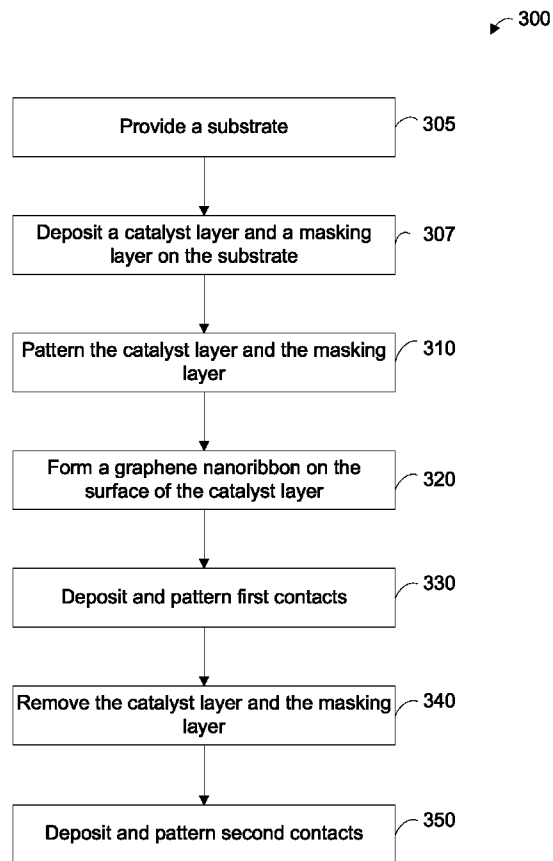 300
Provide a substrate
305
Deposit a catalyst layer and a masking
layer on the substrate
307
Pattern the catalyst layer and the masking
layer
310
Form a graphene nanoribbon on the
surface of the catalyst layer
320
Deposit and pattern first contacts
330
Remove the catalyst layer and the masking
layer
340
Deposit and pattern second contacts
350